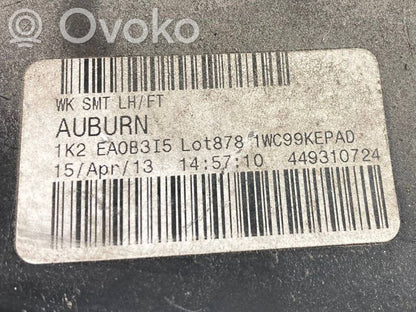 OVOKO
WK SMT LH/FT
AUBURN
1K2 EA0B3I5 Lot878 1WC99KEPAD
15/Apr/13 14:57:10 449310724